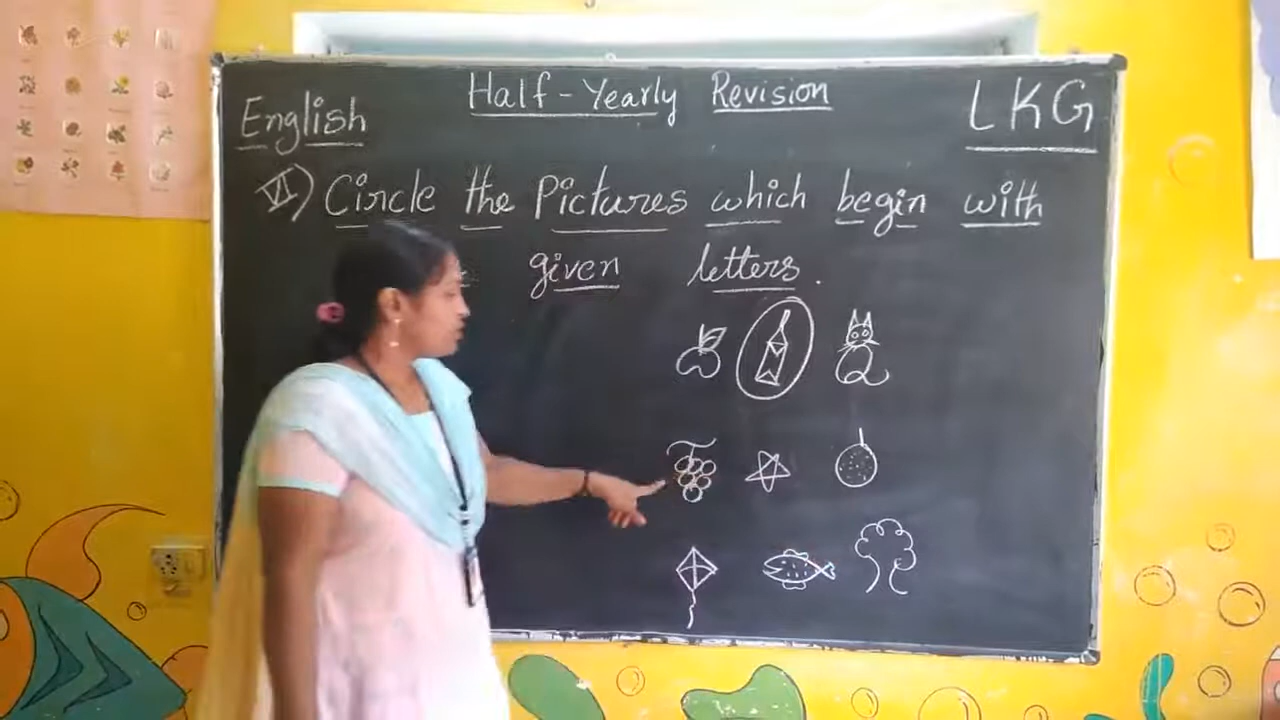 Half-Yearly Revision
English
LKG
VI) Circle the Pictures which begin with
given letters.